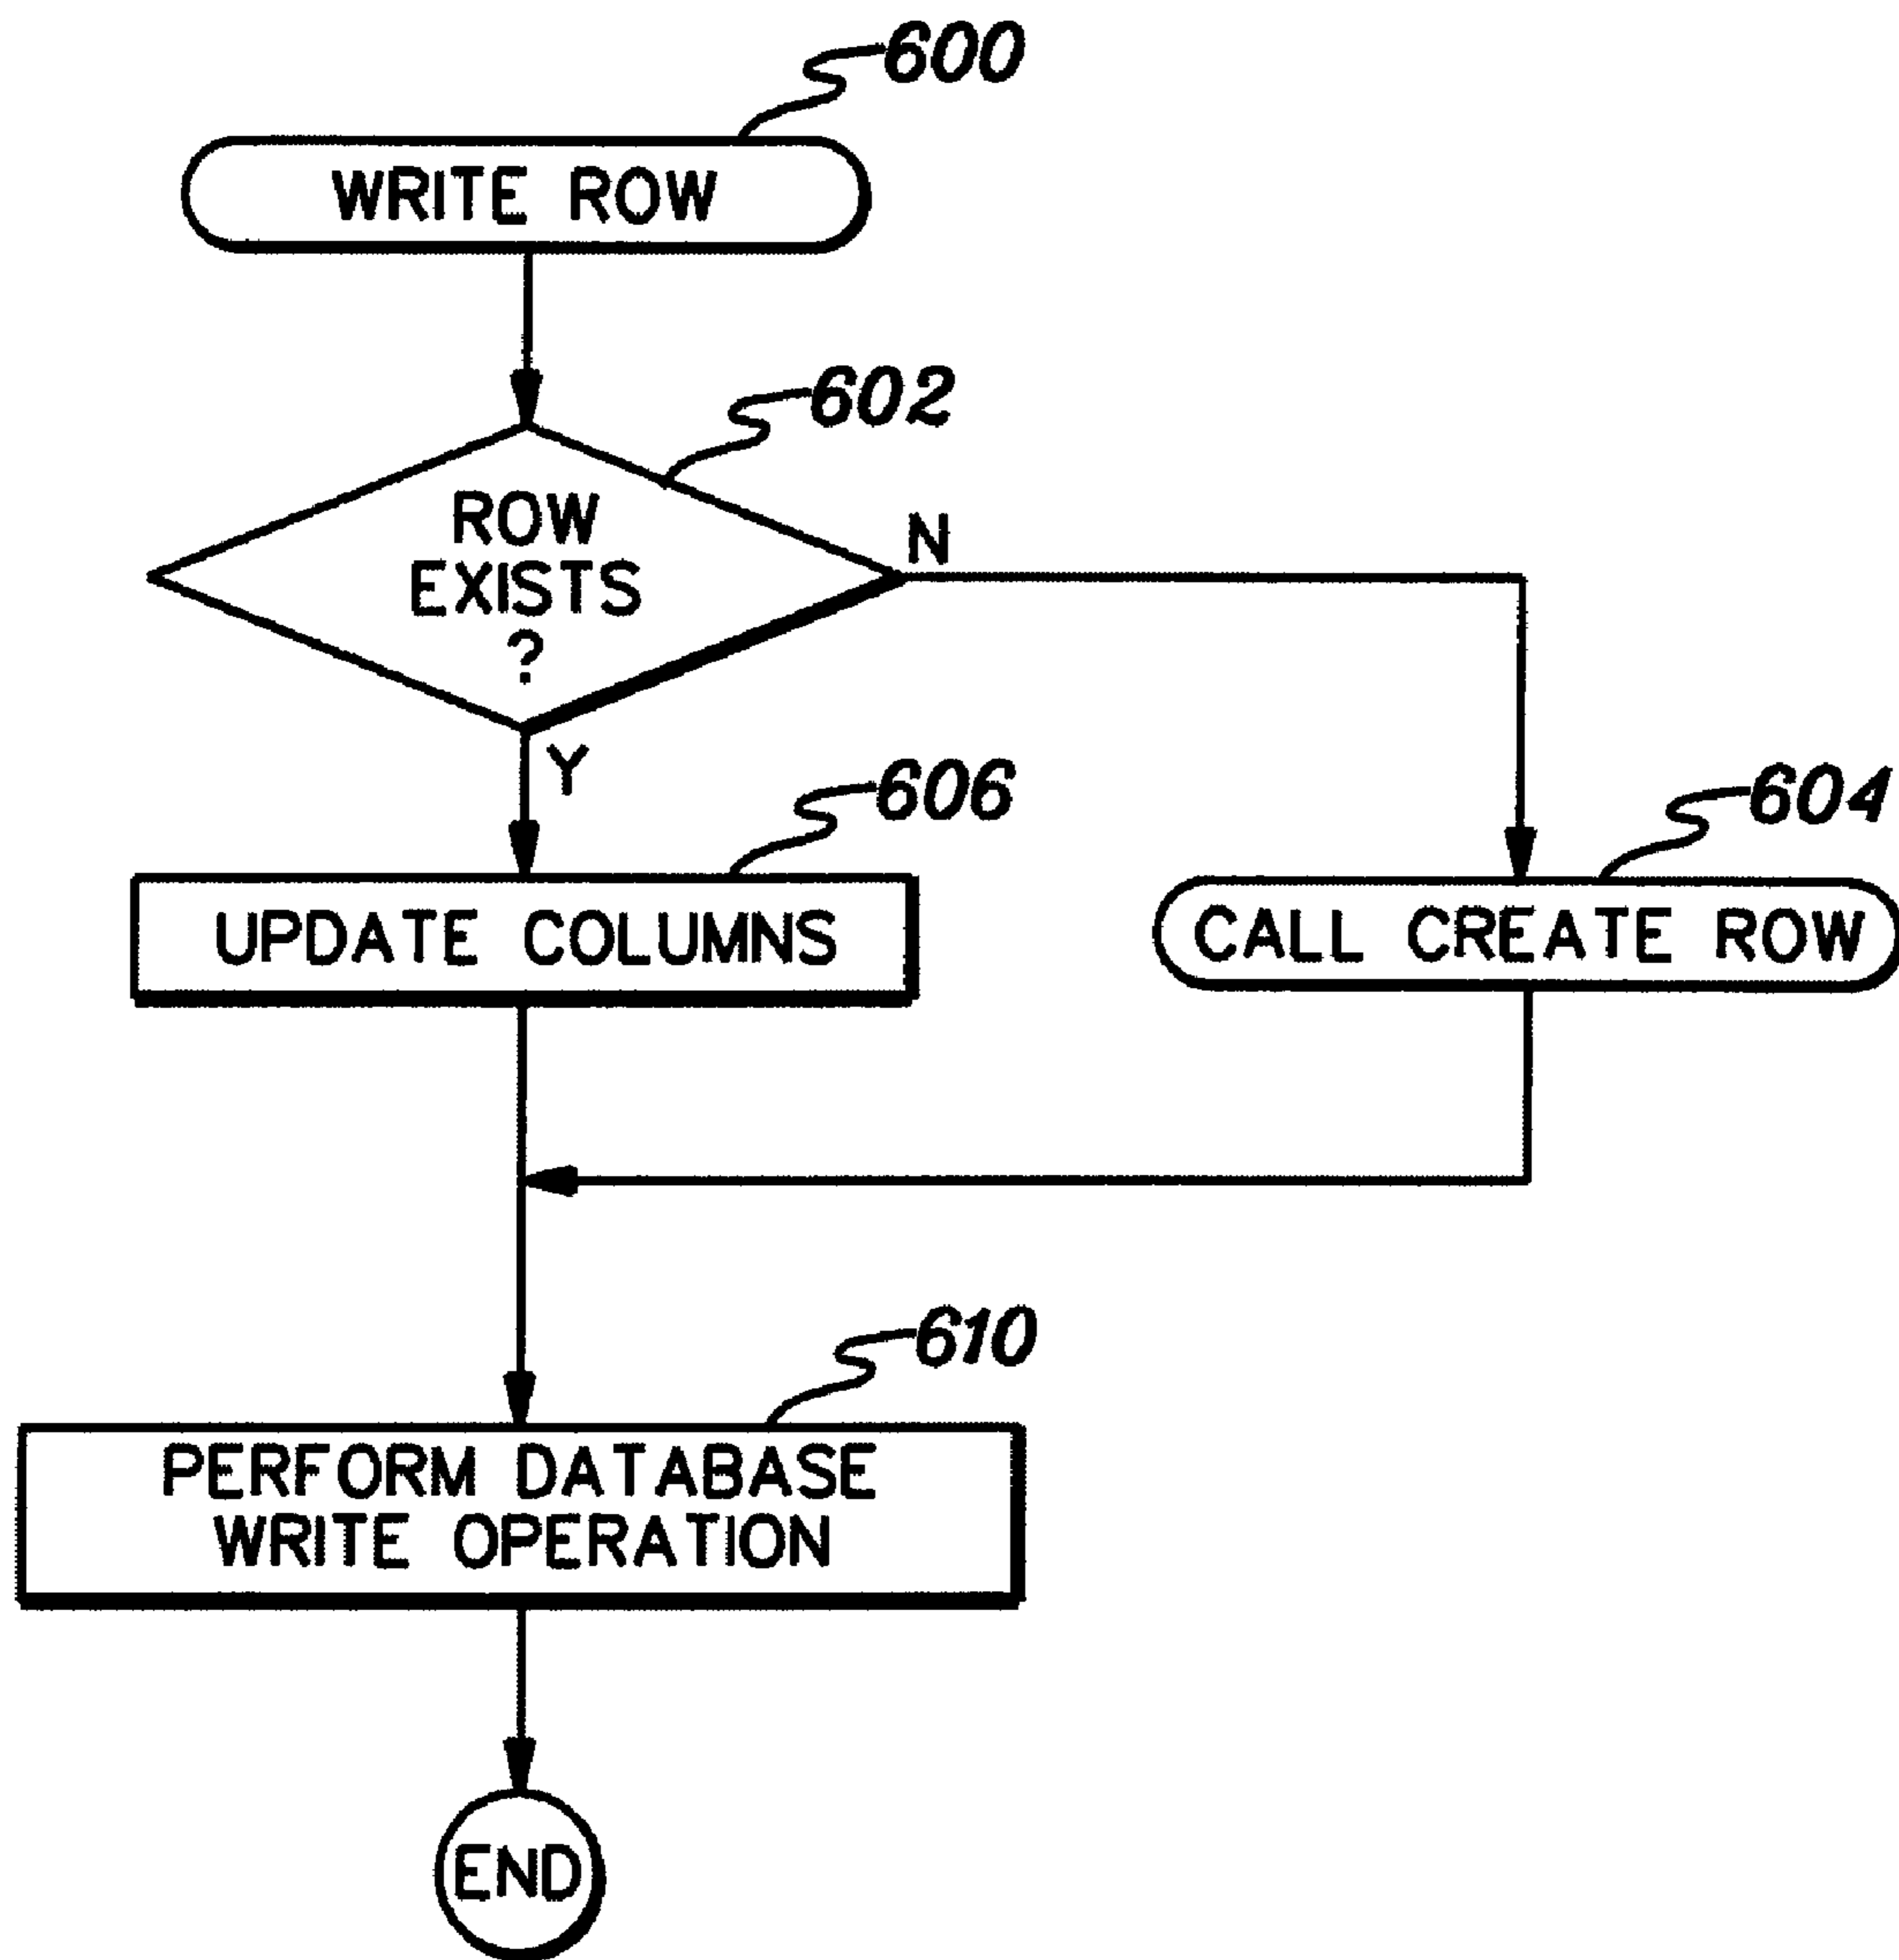 600
WRITE ROW
602
ROW
EXISTS
?
N
Y
606
604
UPDATE COLUMNS
CALL CREATE ROW
610
PERFORM DATABASE
WRITE OPERATION
END